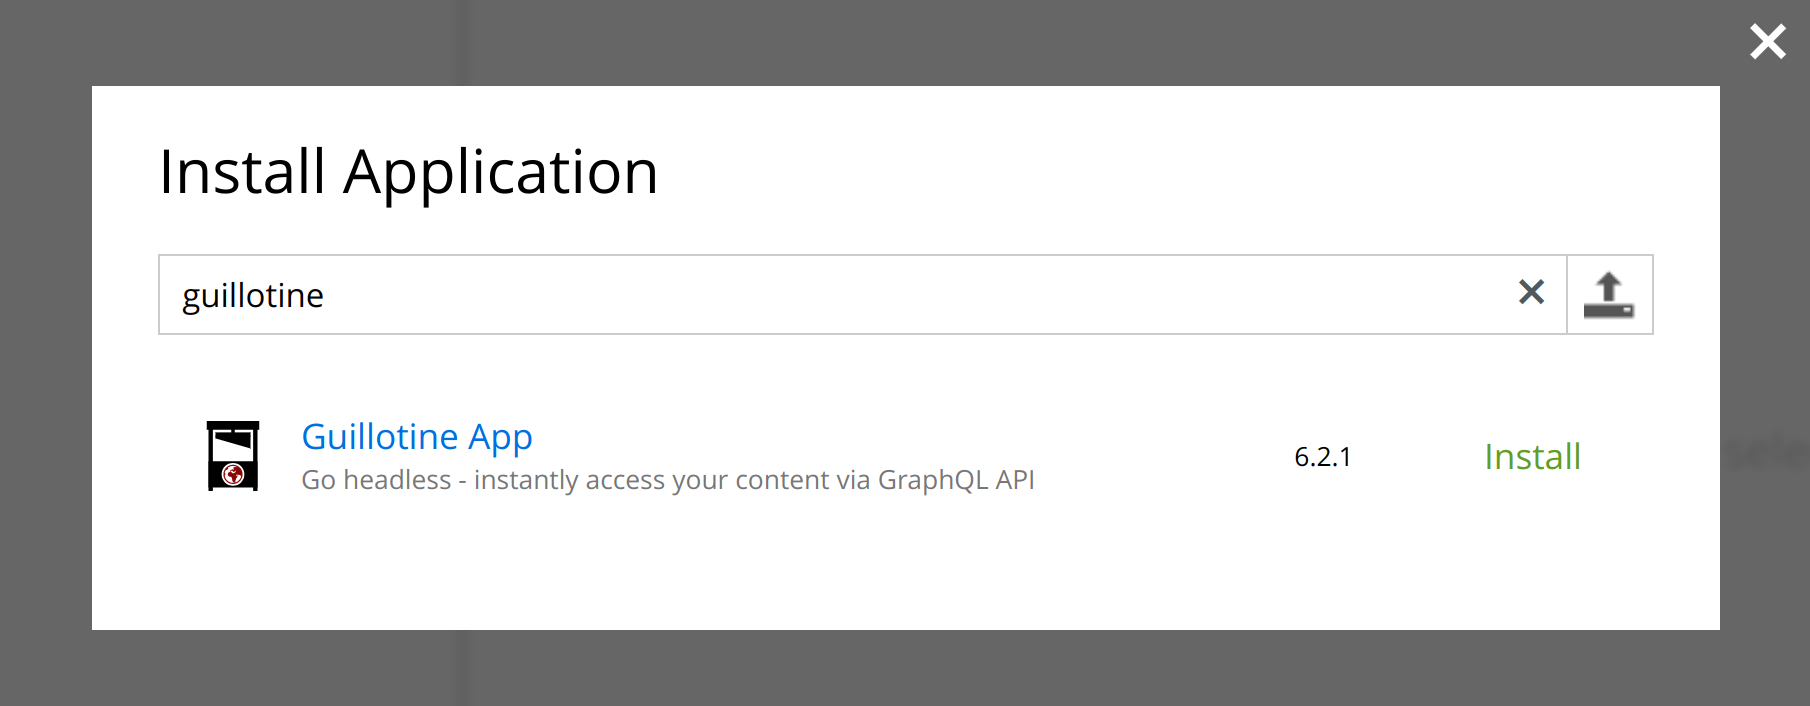 Install Application
guillotine
Guillotine App
Go headless - instantly access your content via GraphQL API
6.2.1
Install